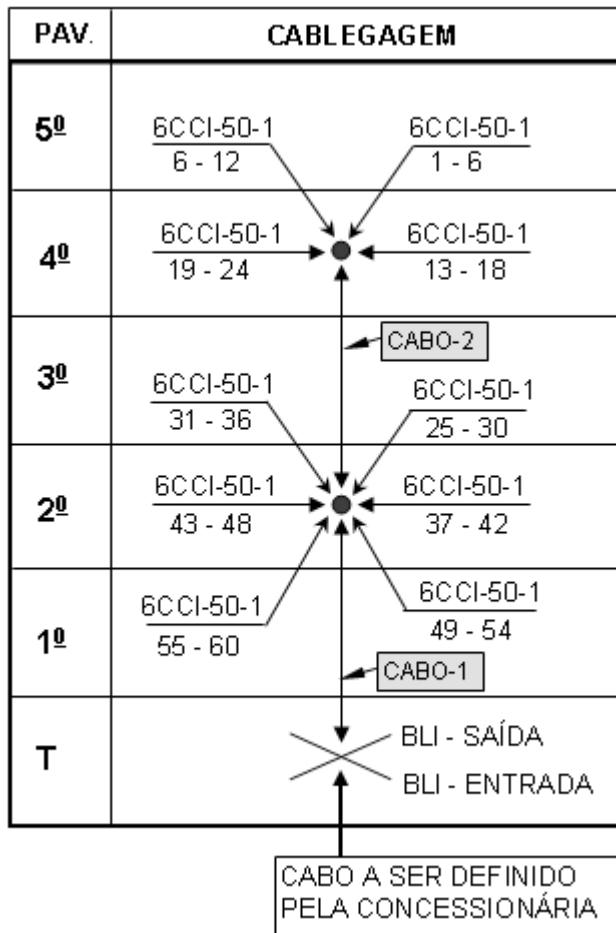 PAV. CABLEGAGEM
5º
6CCI-50-1 6CCI-50-1
6 - 12 1 - 6
4º
6CCI-50-1 6CCI-50-1
19 - 24 13 - 18
CABO-2
3º
6CCI-50-1 6CCI-50-1
31 - 36 25 - 30
2º
6CCI-50-1 6CCI-50-1
43 - 48 37 - 42
1º
6CCI-50-1 6CCI-50-1
55 - 60 49 - 54
CABO-1
T
BLI - SAÍDA
BLI - ENTRADA
CABO A SER DEFINIDO
PELA CONCESSIONÁRIA